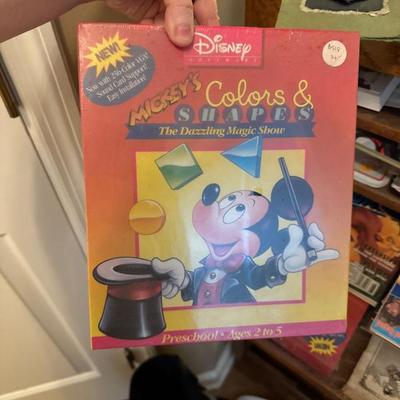 Disney
SOFTWARE
NEW!
Now with 256-Color VGA!
Sound Card Support!
Easy Installation!
MICKEY'S
Colors &
SHAPES
The Dazzling Magic Show
Preschool • Ages 2 to 5